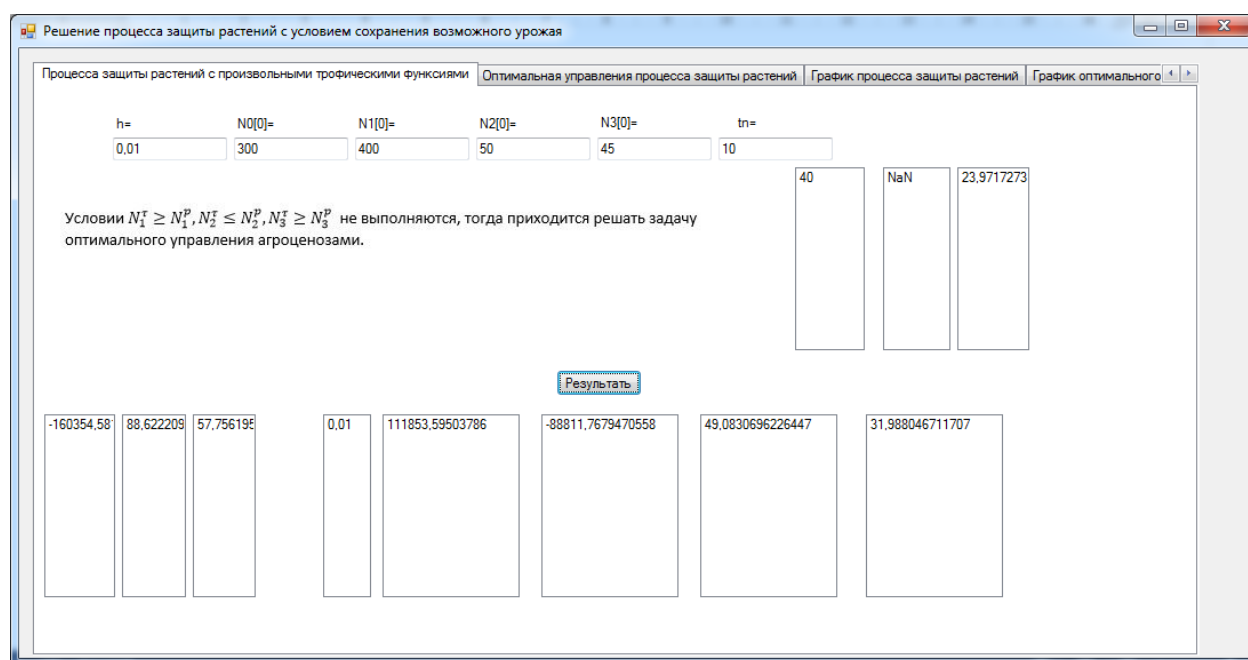 Решение процесса защиты растений с условием сохранения возможного урожая
Процесса защиты растений с произвольными трофическими функсиями Оптимальная управления процесса защиты растений График процесса защиты растений График оптимального
h= N0[0]= N1[0]= N2[0]= N3[0]= tn=
0,01 300 400 50 45 10
40 NaN 23,9717273
Условии N₁^τ ≥ N₁^p, N₂^τ ≤ N₂^p, N₃^τ ≥ N₃^p не выполняются, тогда приходится решать задачу
оптимального управления агроценозами.
Результать
-160354,58 88,622209 57,756195 0,01 111853,59503786 -88811,7679470558 49,0830696226447 31,988046711707